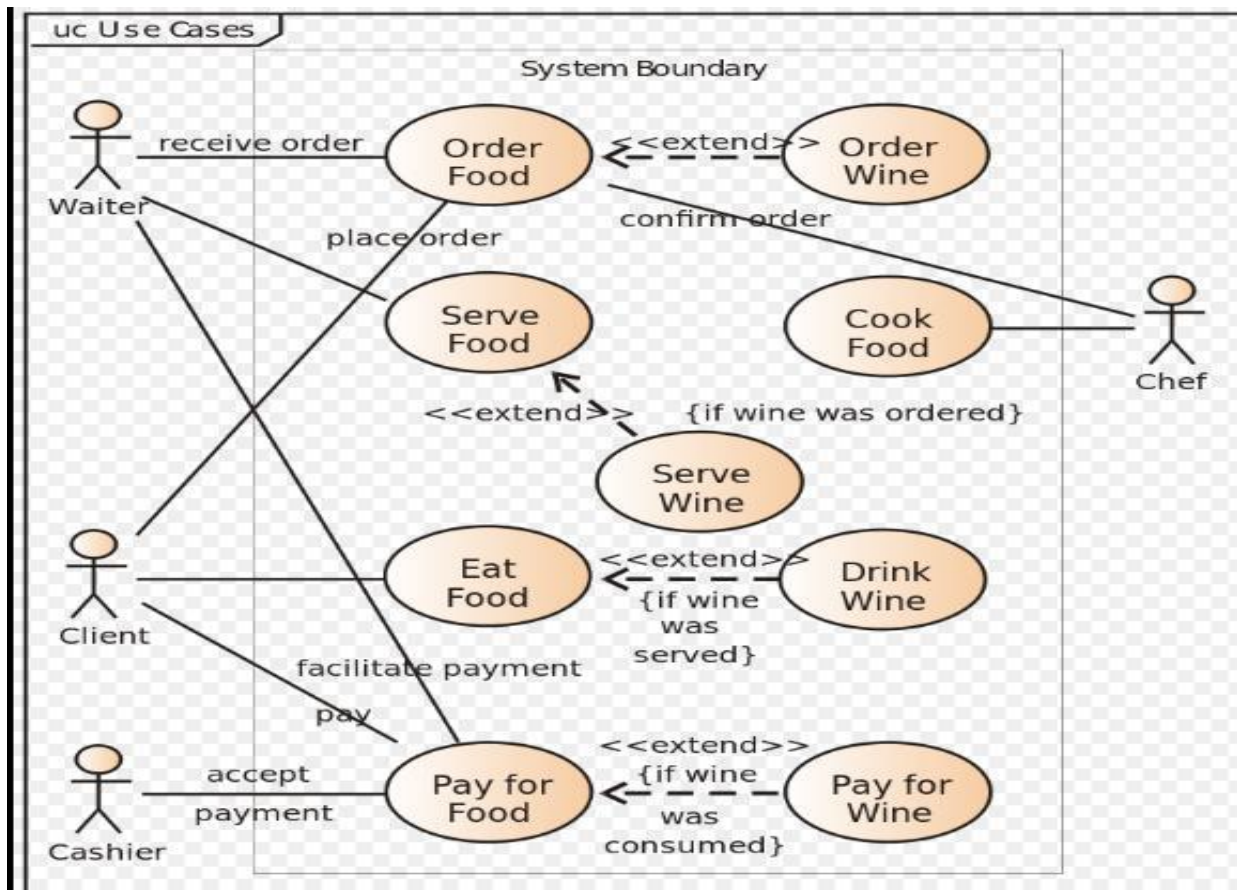 uc Use Cases
System Boundary
receive order
Order
Food
<<extend>>
Order
Wine
Waiter
place order
confirm order
Serve
Food
Cook
Food
Chef
<<extend>>
{if wine was ordered}
Serve
Wine
Client
Eat
Food
<<extend>>
{if wine
was
served}
Drink
Wine
facilitate payment
pay
Cashier
accept
payment
Pay for
Food
<<extend>>
{if wine
was
consumed}
Pay for
Wine